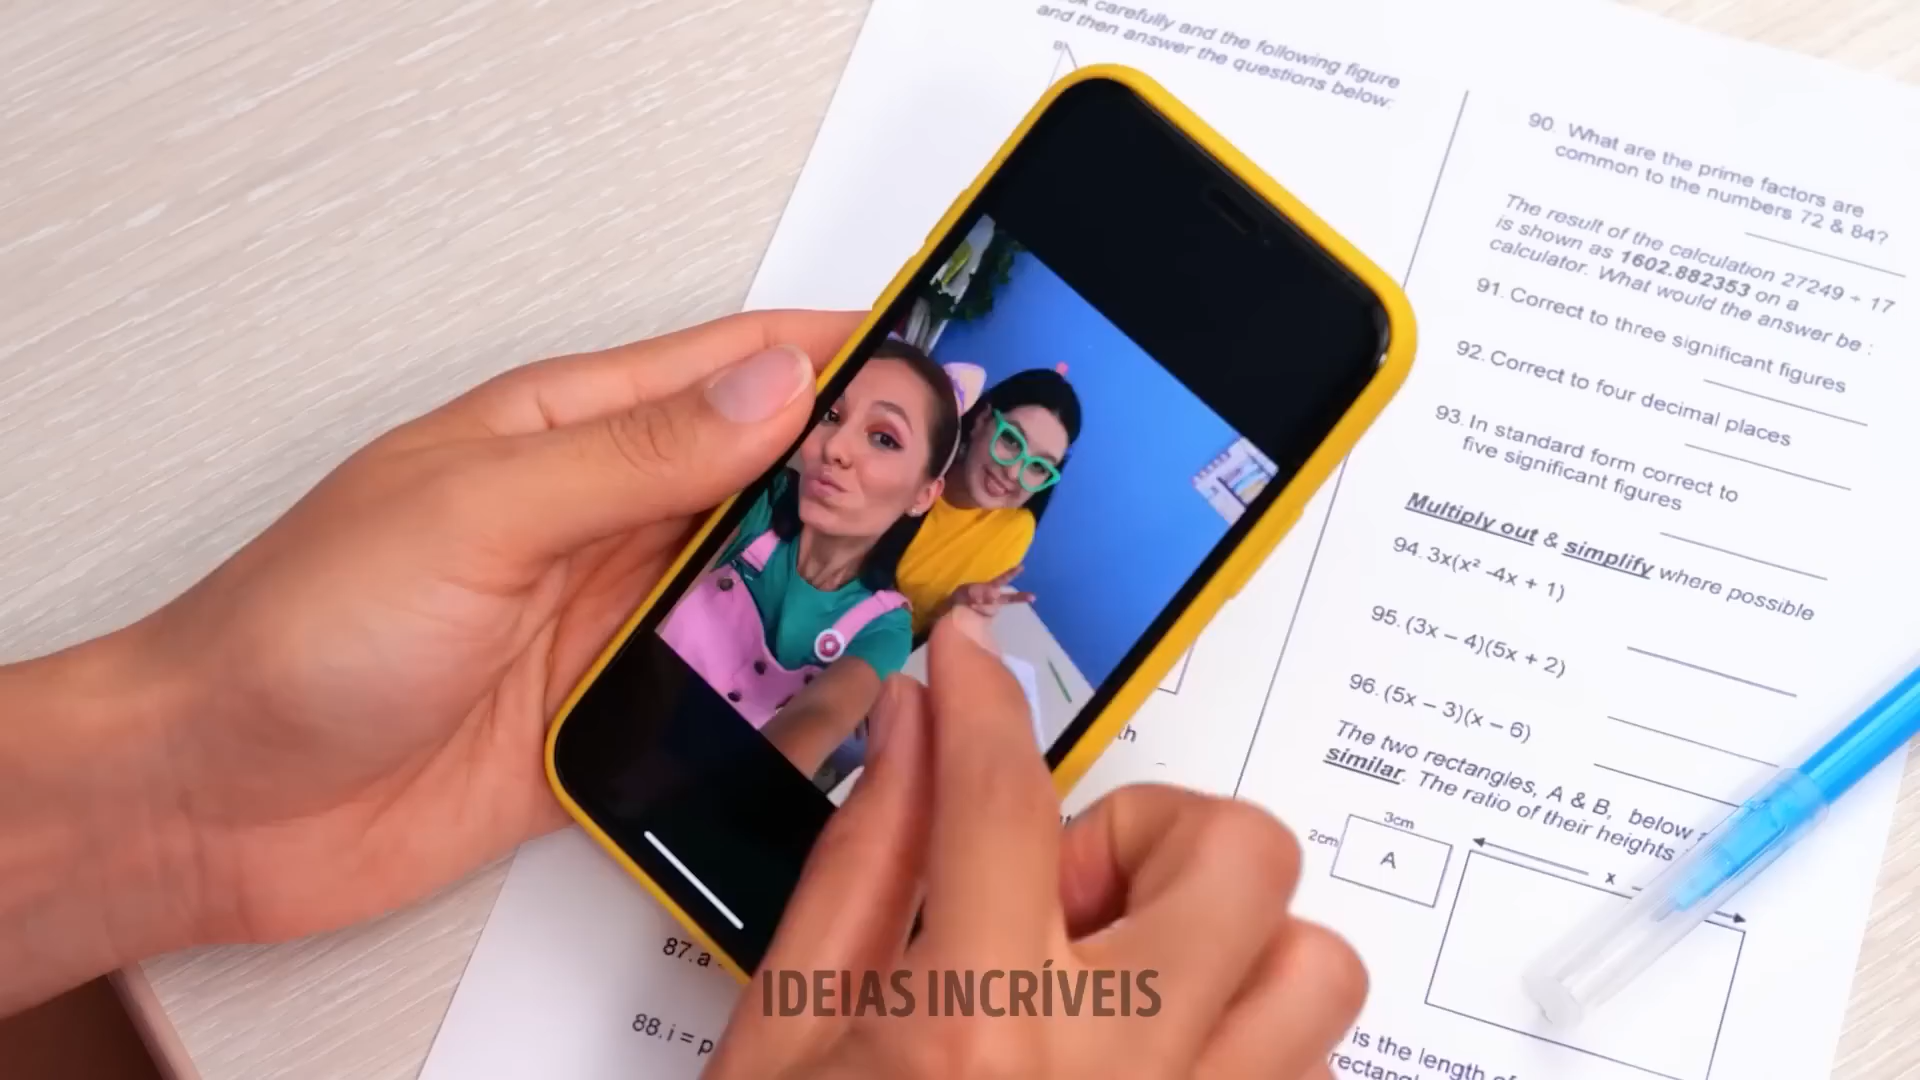 carefully and the following figure
and then answer the questions below:
B
87. a
88. i = p
90. What are the prime factors are
common to the numbers 72 & 84?
The result of the calculation 27249 ÷ 17
is shown as 1602.882353 on a
calculator. What would the answer be :
91. Correct to three significant figures
92. Correct to four decimal places
93. In standard form correct to
five significant figures
Multiply out & simplify where possible
94. 3x(x² -4x + 1)
95. (3x – 4)(5x + 2)
96. (5x – 3)(x – 6)
The two rectangles, A & B, below
similar. The ratio of their heights
3cm
2cm
A
x
is the length
IDEIAS INCRÍVEIS